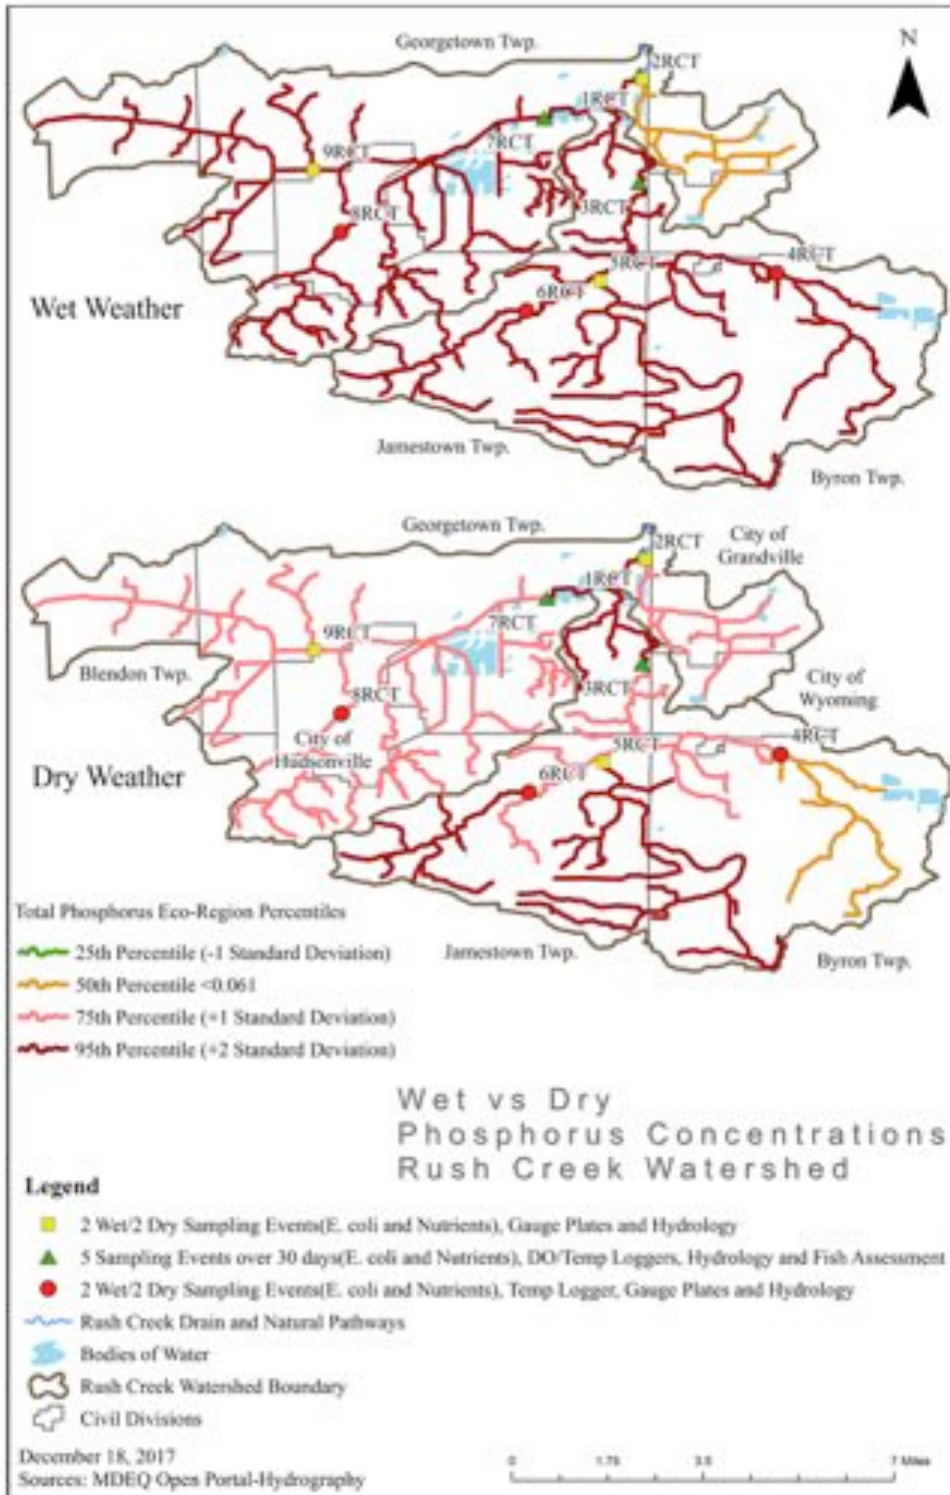 Georgetown Twp.
N
2RCT
1RCT
7RCT
9RCT
3RCT
8RCT
5RCT
4RCT
6RCT
Wet Weather
Jamestown Twp.
Byron Twp.
Georgetown Twp.
2RCT
City of
Grandville
1RCT
7RCT
9RCT
Blendon Twp.
3RCT
8RCT
City of
Wyoming
City of
Hudsonville
5RCT
4RCT
6RCT
Dry Weather
Total Phosphorus Eco-Region Percentiles
25th Percentile (-1 Standard Deviation)
50th Percentile <0.061
75th Percentile (+1 Standard Deviation)
95th Percentile (+2 Standard Deviation)
Jamestown Twp.
Byron Twp.
Wet vs Dry
Phosphorus Concentrations
Rush Creek Watershed
Legend
2 Wet/2 Dry Sampling Events(E. coli and Nutrients), Gauge Plates and Hydrology
5 Sampling Events over 30 days(E. coli and Nutrients), DO/Temp Loggers, Hydrology and Fish Assessment
2 Wet/2 Dry Sampling Events(E. coli and Nutrients), Temp Logger, Gauge Plates and Hydrology
Rush Creek Drain and Natural Pathways
Bodies of Water
Rush Creek Watershed Boundary
Civil Divisions
December 18, 2017
Sources: MDEQ Open Portal-Hydrography
0 1.75 3.5 7 Miles